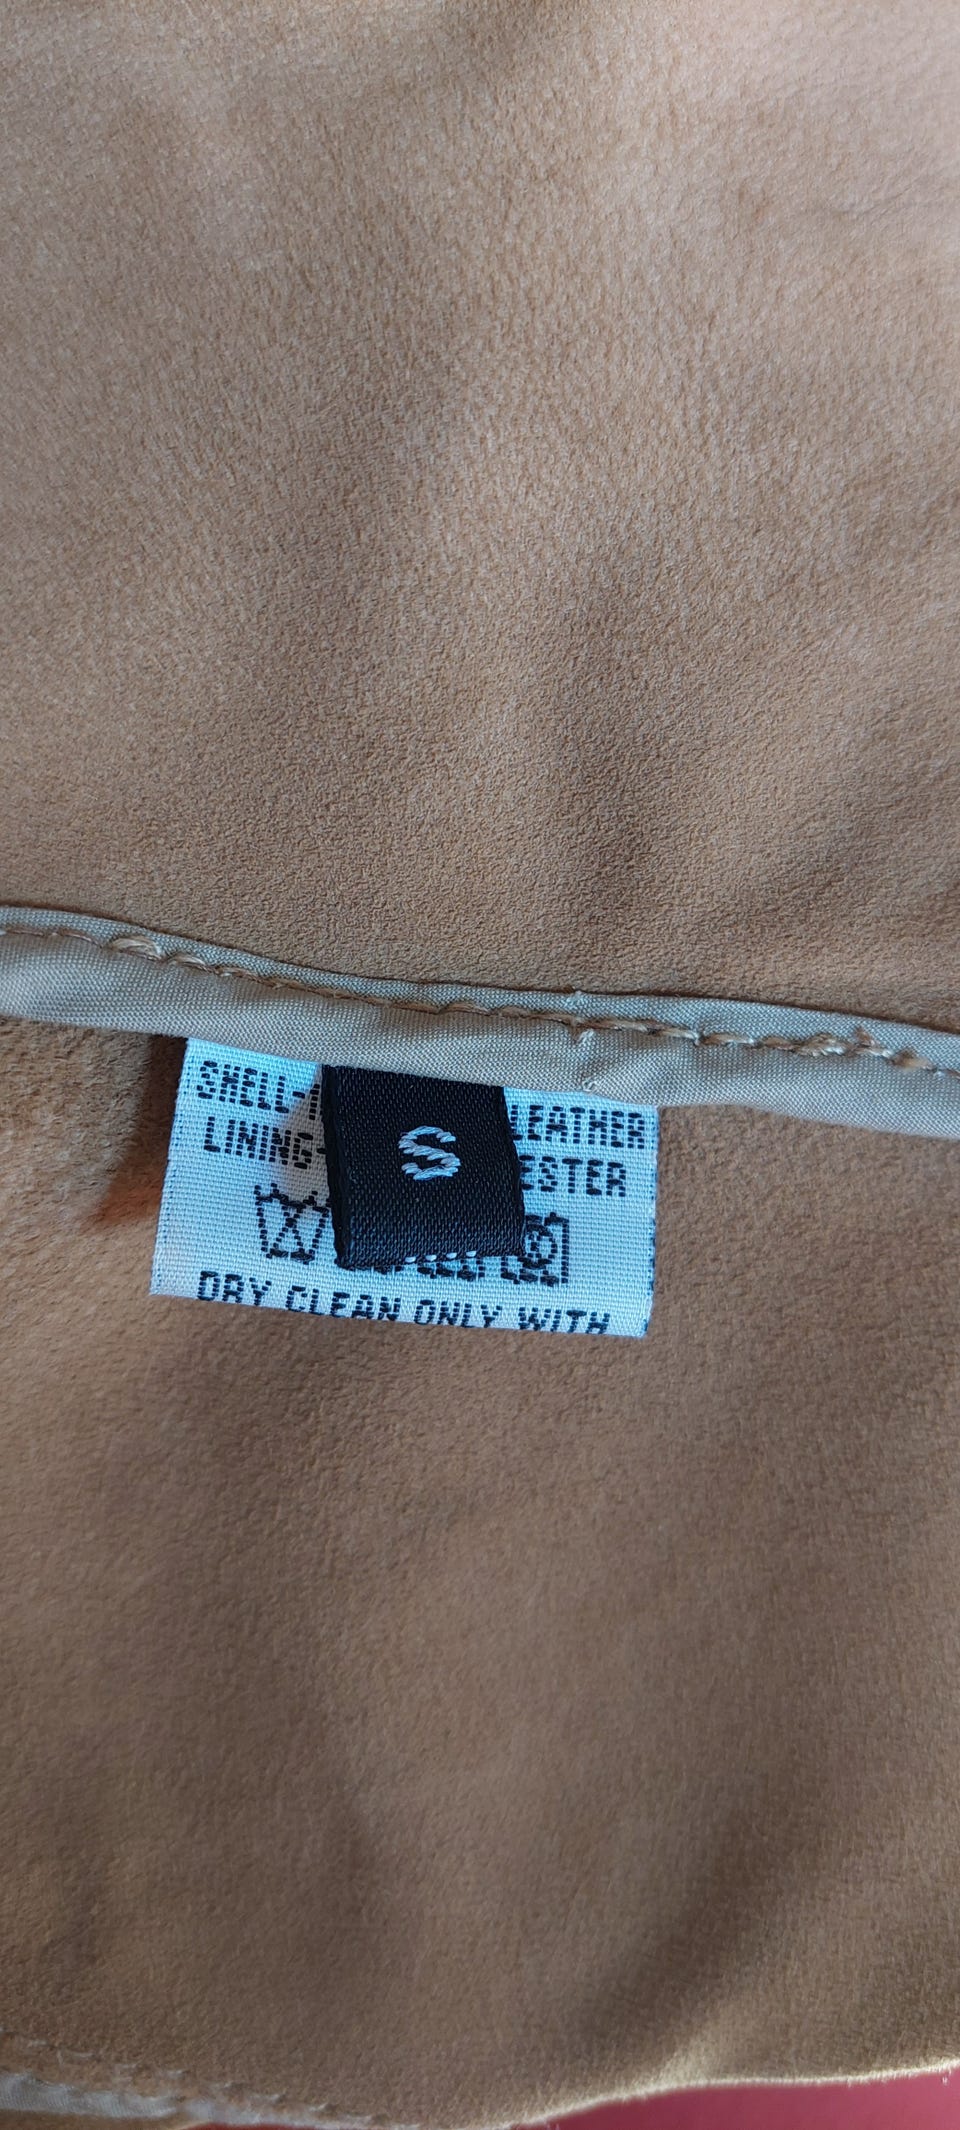 SHELL- LEATHER
LINING- ESTER
S
DRY CLEAN ONLY WITH